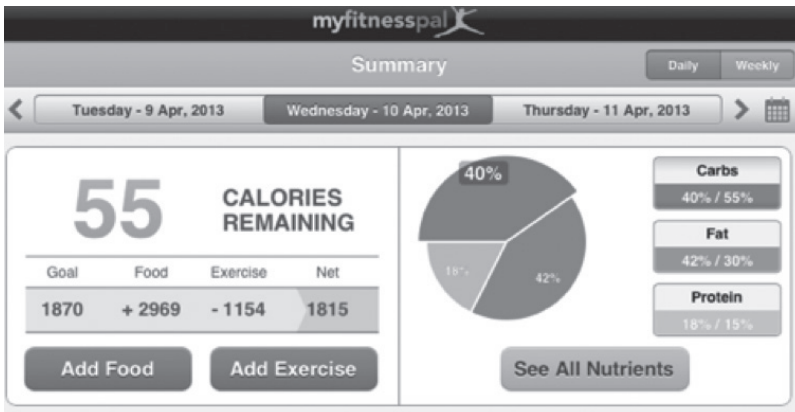 myfitnesspal
Summary
Daily Weekly
Tuesday - 9 Apr, 2013 Wednesday - 10 Apr, 2013 Thursday - 11 Apr, 2013
55 CALORIES
REMAINING
Goal Food Exercise Net
1870 + 2969 - 1154 1815
Add Food Add Exercise
40%
18%
42%
Carbs
40% / 55%
Fat
42% / 30%
Protein
18% / 15%
See All Nutrients